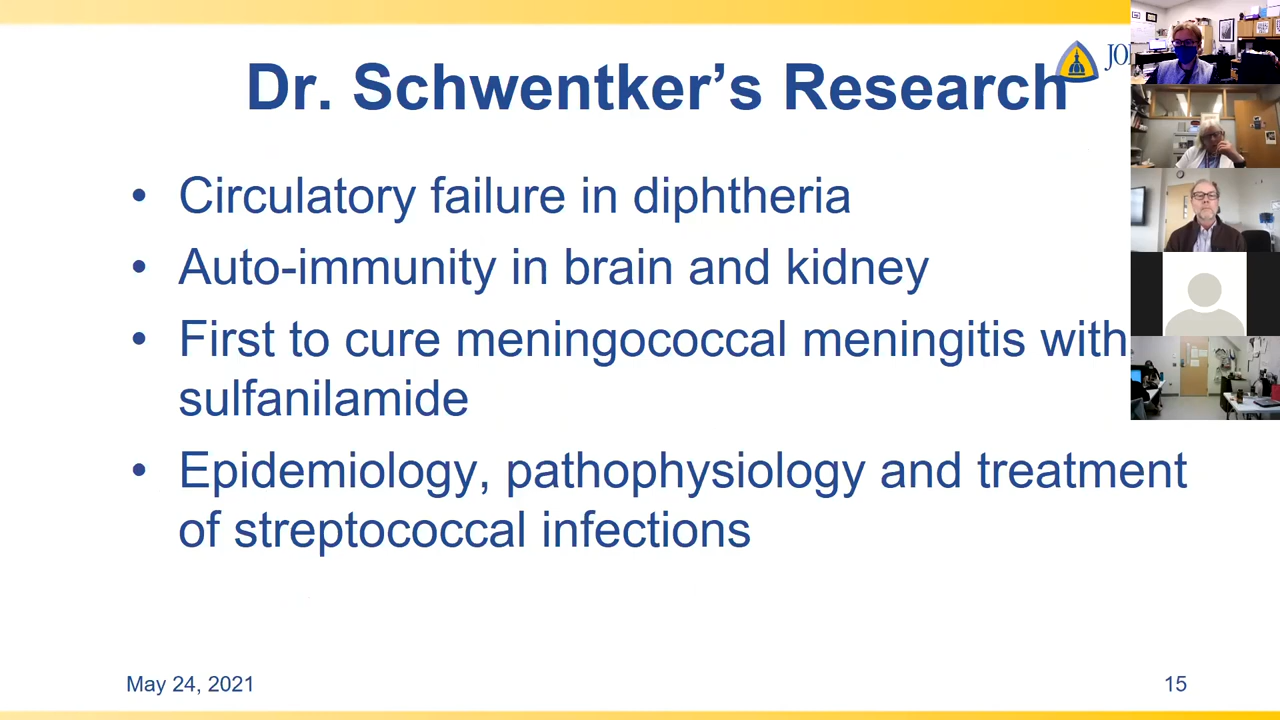 Dr. Schwentker’s Research
JO
• Circulatory failure in diphtheria
• Auto-immunity in brain and kidney
• First to cure meningococcal meningitis with
sulfanilamide
• Epidemiology, pathophysiology and treatment
of streptococcal infections
May 24, 2021
15